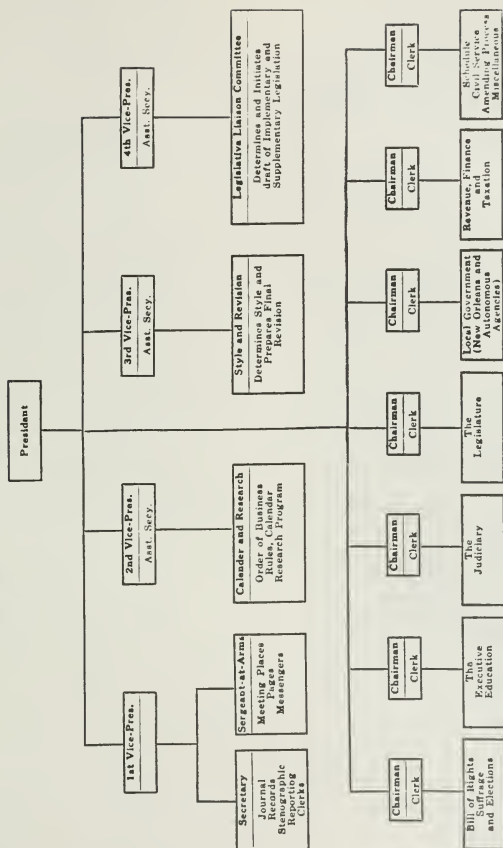 President
1st Vice-Pres.
2nd Vice-Pres.
Asst. Secy.
3rd Vice-Pres.
Asst. Secy.
4th Vice-Pres.
Asst. Secy.
Secretary
Journal
Records
Stenographic
Reporting
Clerks
Sergeant-at-Arms
Meeting Places
Pages
Messengers
Calander and Research
Order of Business
Rules, Calendar
Research Program
Style and Revision
Determines Style and
Prepares Final
Revision
Legislative Liaison Committee
Determines and Initiates
draft of Implementary and
Supplementary Legislation
Chairman
Clerk
Chairman
Clerk
Chairman
Clerk
Chairman
Clerk
Chairman
Clerk
Chairman
Clerk
Chairman
Clerk
Bill of Rights
Suffrage
and Elections
The
Executive
Education
The
Judiciary
The
Legislature
Local Government
(New Orleans and
Autonomous
Agencies)
Revenue, Finance
and
Taxation
Schedule
Civil Service
Amending Process
Miscellaneous